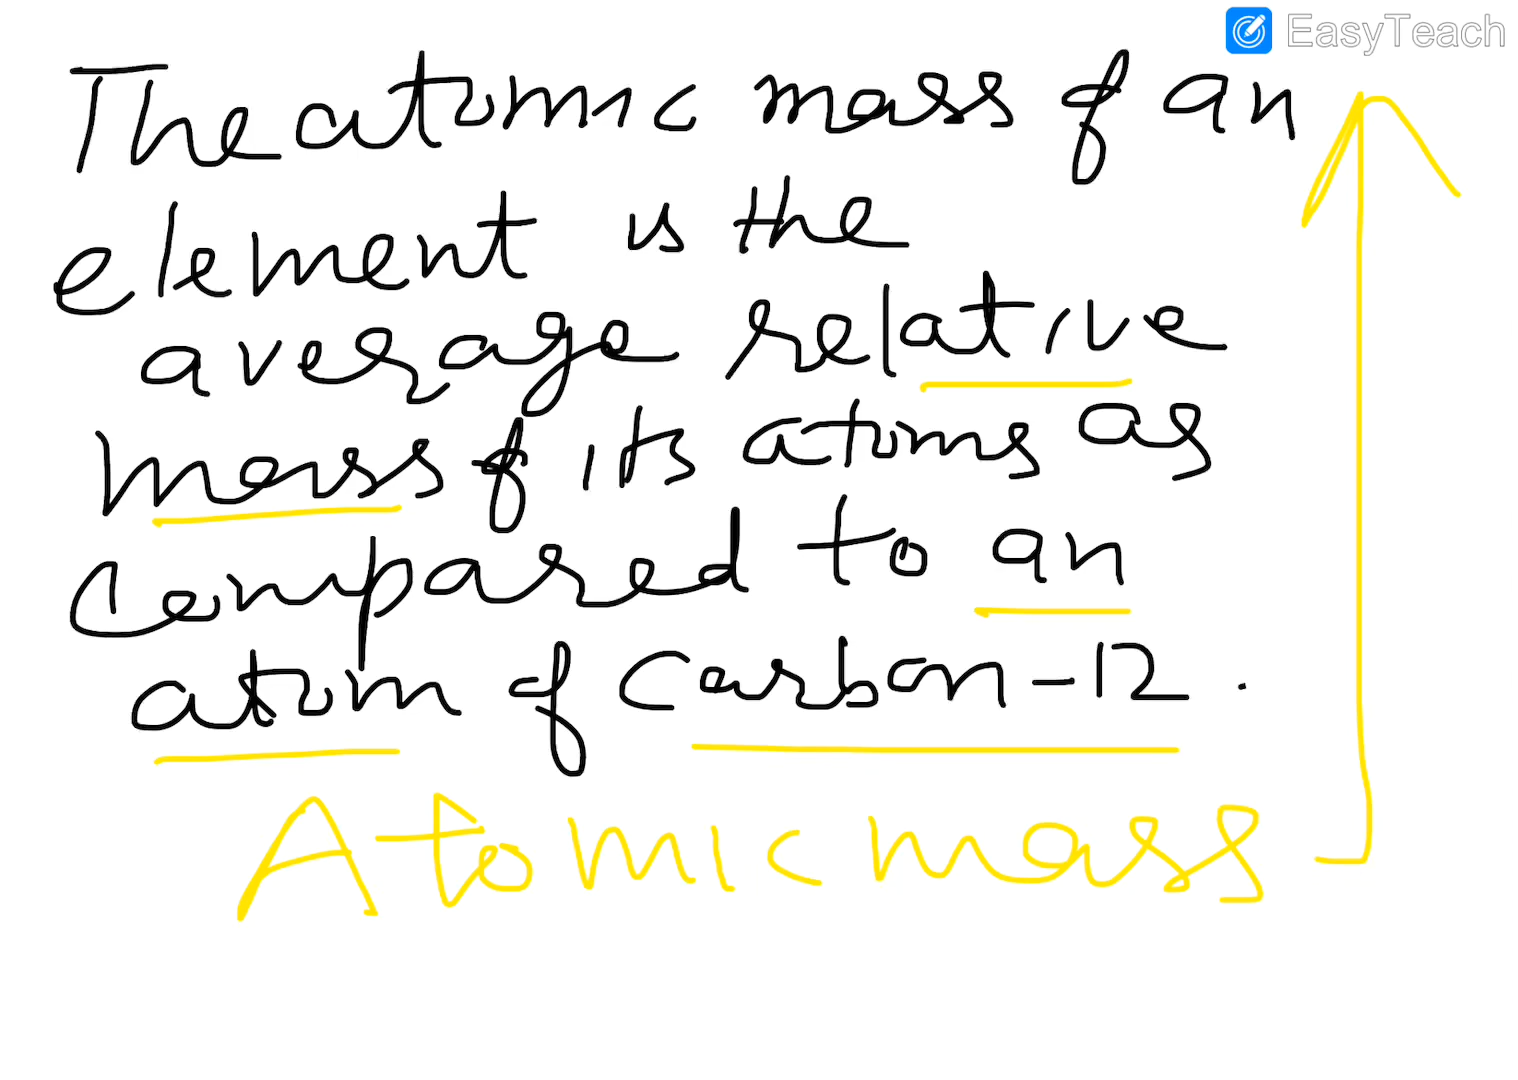 EasyTeach
The atomic mass of an
element is the
average relative
mass of its atoms as
compared to an
atom of Carbon-12.
Atomic mass